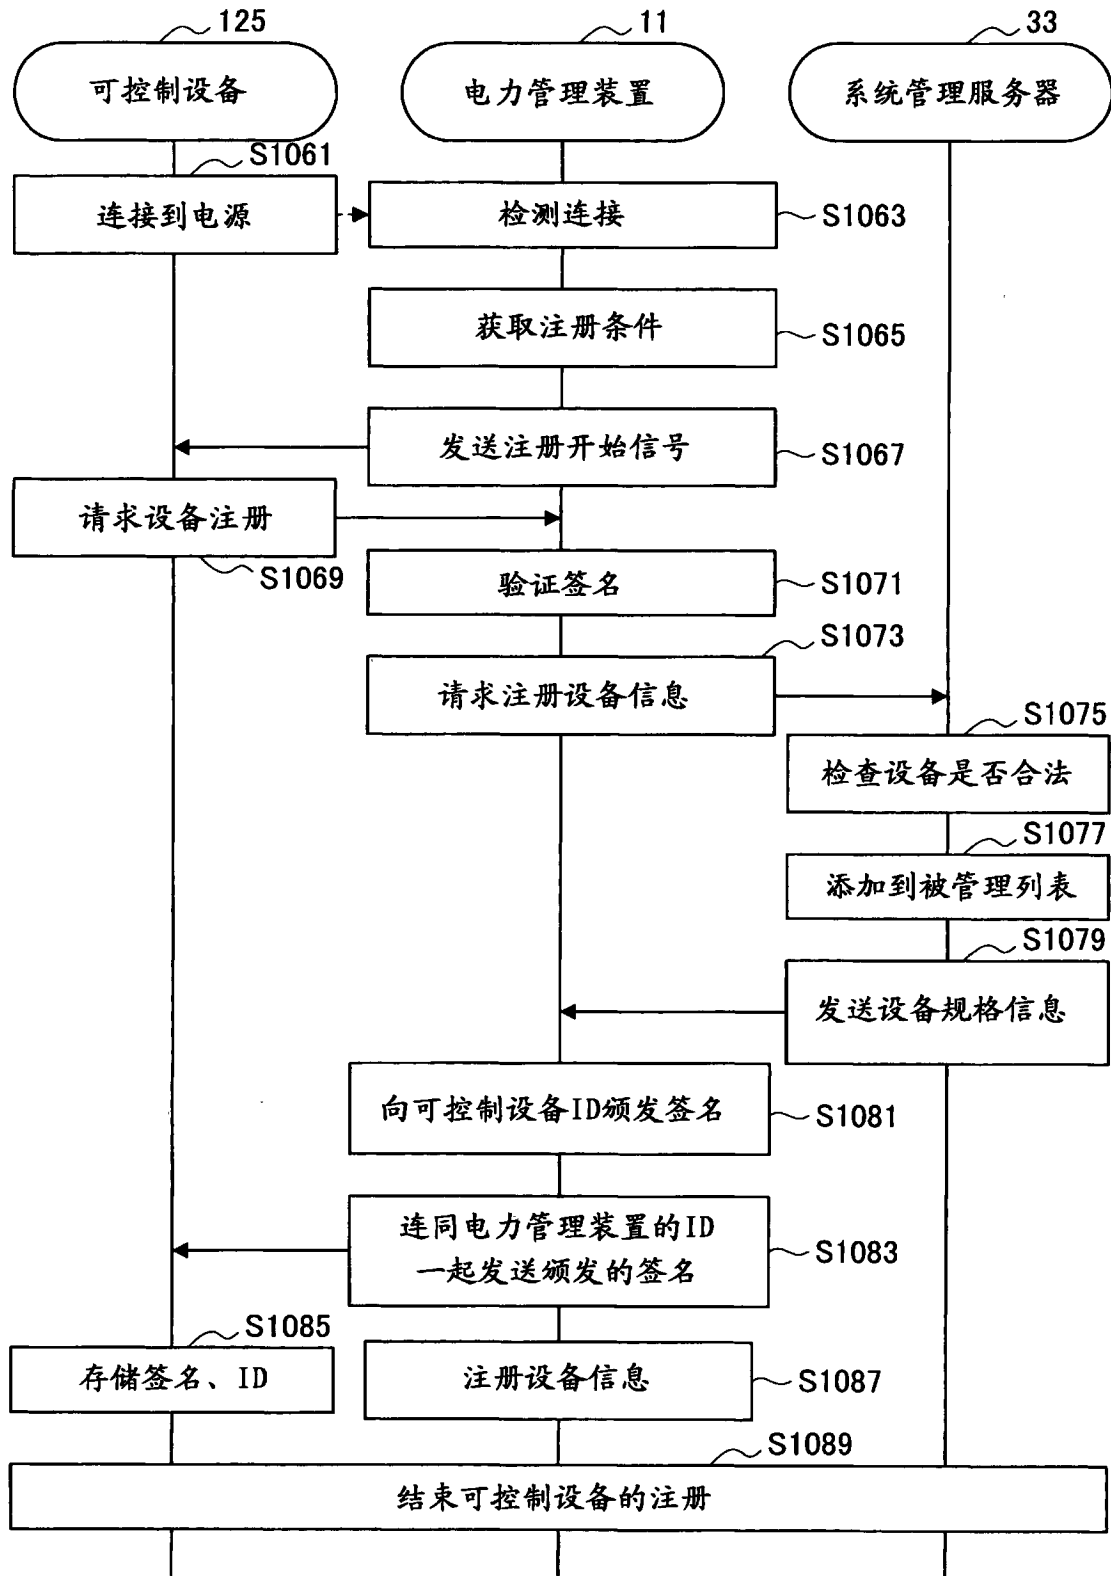 125
11
33
可控制设备
电力管理装置
系统管理服务器
S1061
连接到电源
检测连接
S1063
获取注册条件
S1065
发送注册开始信号
S1067
请求设备注册
S1069
验证签名
S1071
S1073
请求注册设备信息
S1075
检查设备是否合法
S1077
添加到被管理列表
S1079
发送设备规格信息
向可控制设备ID颁发签名
S1081
连同电力管理装置的ID
一起发送颁发的签名
S1083
S1085
存储签名、ID
注册设备信息
S1087
S1089
结束可控制设备的注册